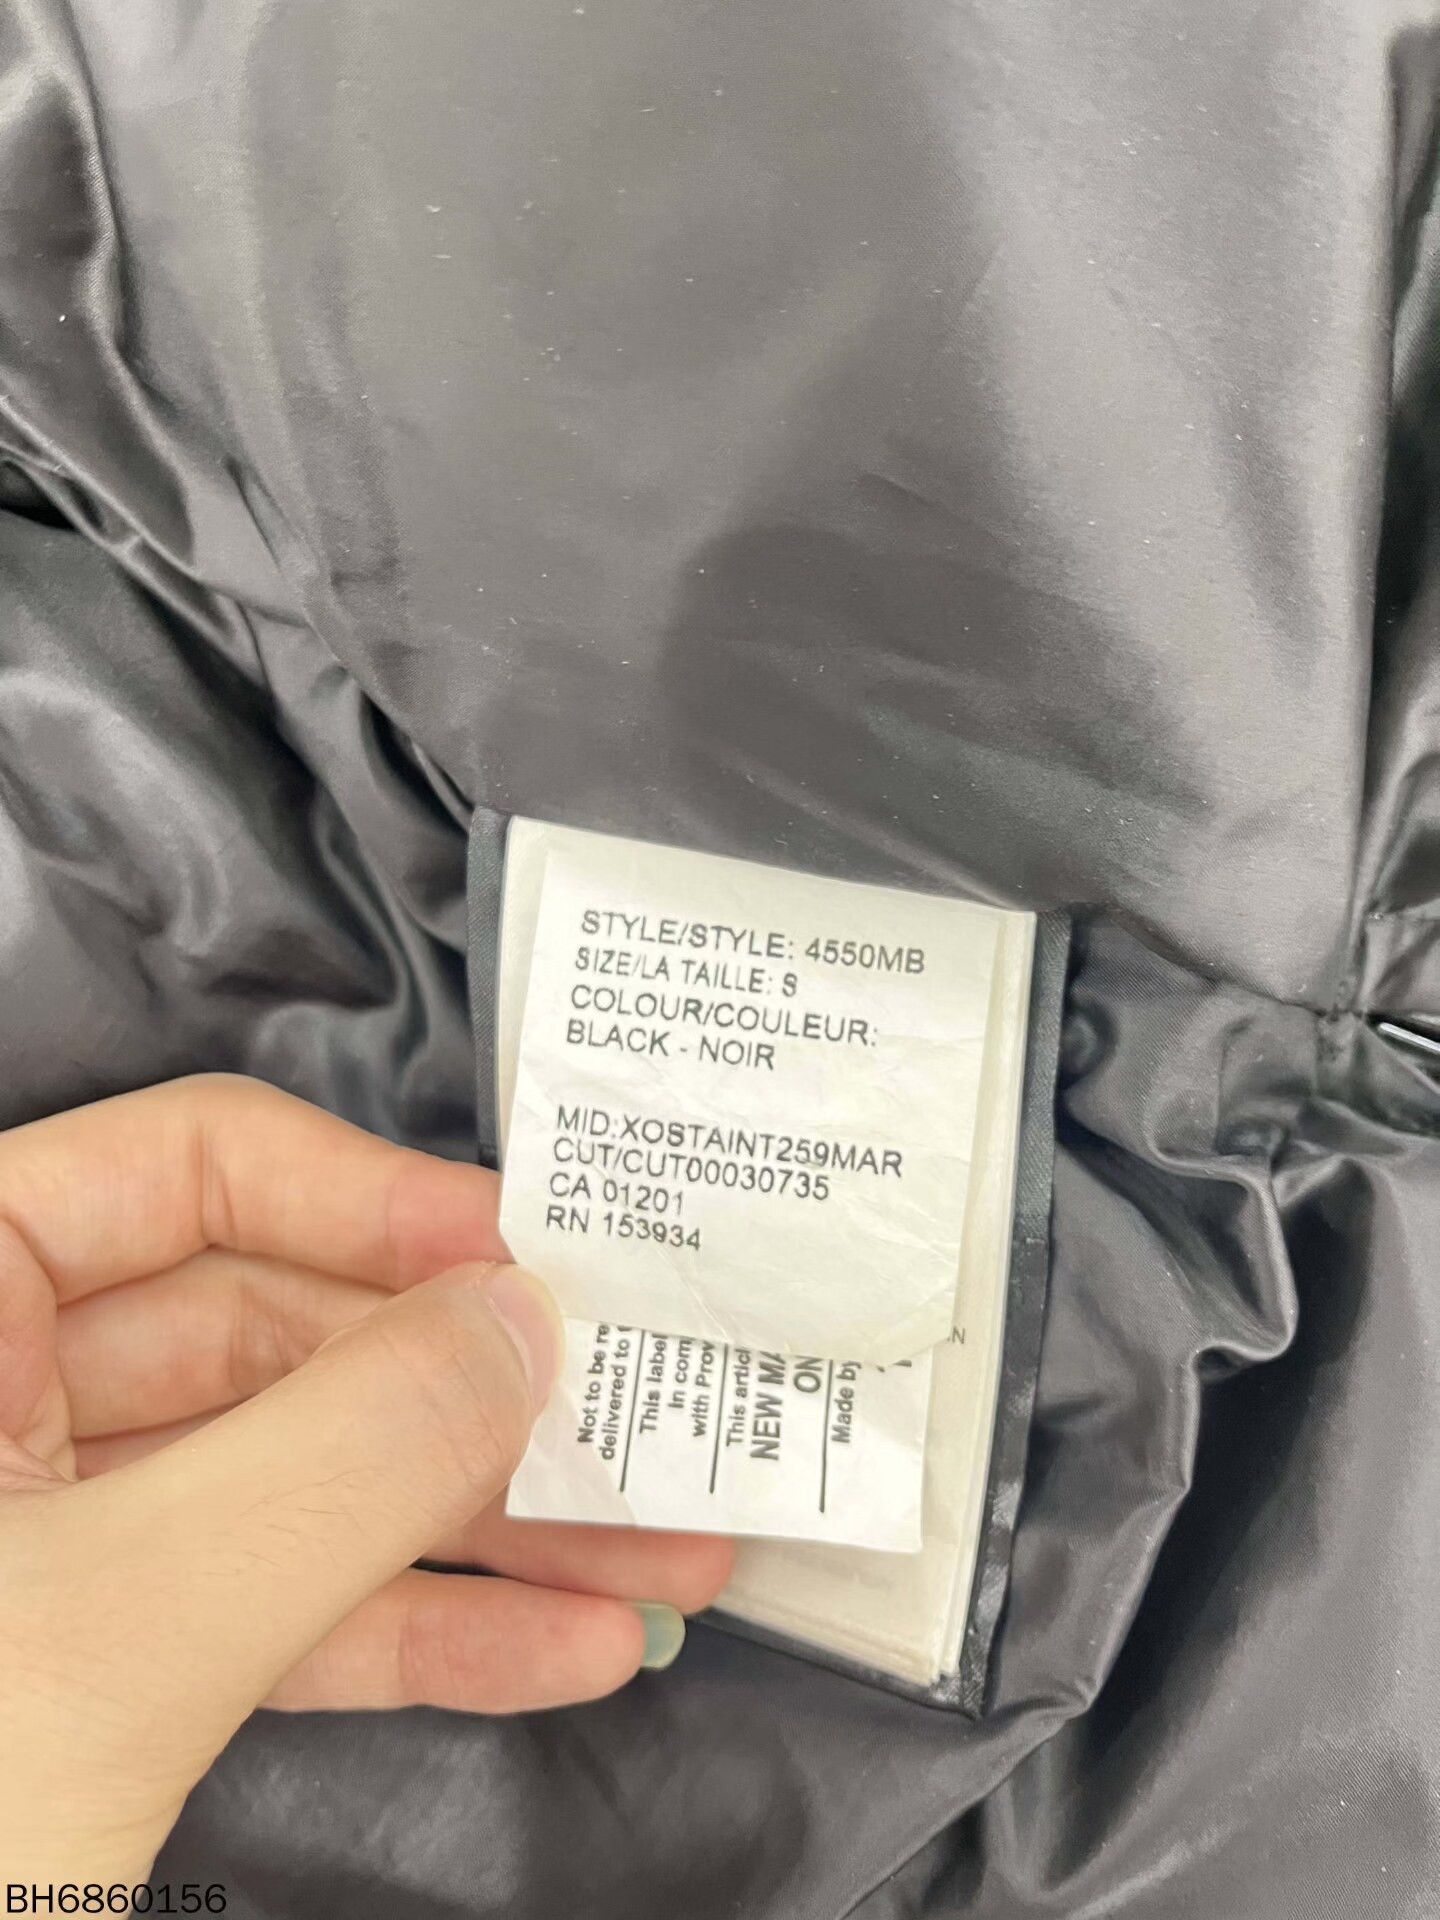 STYLE/STYLE: 4550MB
SIZE/LA TAILLE: S
COLOUR/COULEUR:
BLACK - NOIR
MID:XOSTAINT259MAR
CUT/CUT00030735
CA 01201
RN 153934
Not to be re
delivered to
This label
In com
with Prov
This articl
NEW MA
ON
Made by
N
BH6860156